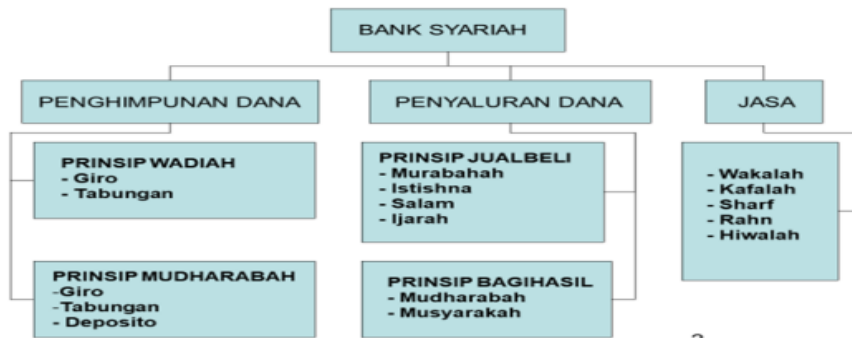 BANK SYARIAH
PENGHIMPUNAN DANA
PENYALURAN DANA
JASA
PRINSIP WADIAH
- Giro
- Tabungan
PRINSIP MUDHARABAH
-Giro
-Tabungan
- Deposito
PRINSIP JUALBELI
- Murabahah
- Istishna
- Salam
- Ijarah
PRINSIP BAGIHASIL
- Mudharabah
- Musyarakah
- Wakalah
- Kafalah
- Sharf
- Rahn
- Hiwalah